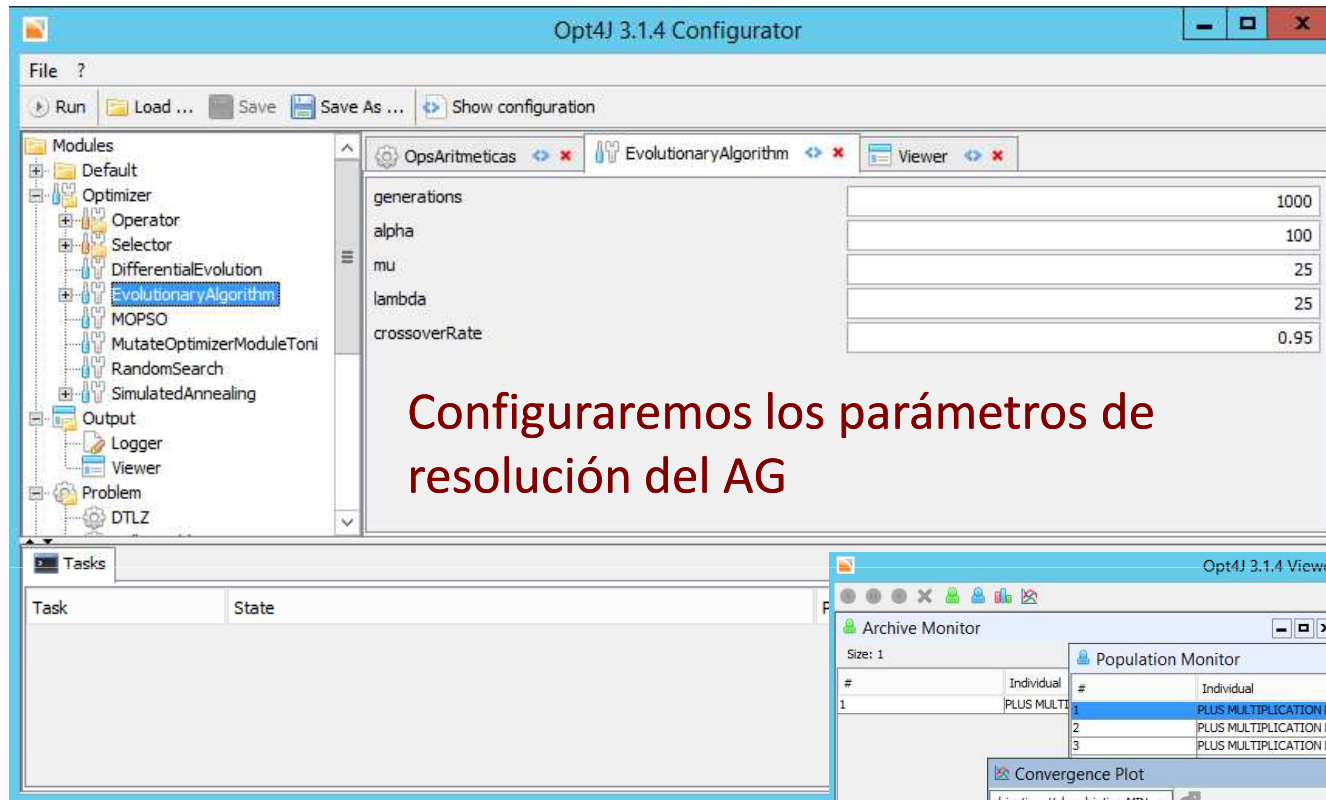 Opt4J 3.1.4 Configurator
File ?
Run Load ... Save Save As ... Show configuration
Modules
Default
Optimizer
Operator
Selector
DifferentialEvolution
EvolutionaryAlgorithm
MOPSO
MutateOptimizerModuleToni
RandomSearch
SimulatedAnnealing
Output
Logger
Viewer
Problem
DTLZ
OpsAritmeticas EvolutionaryAlgorithm Viewer
generations 1000
alpha 100
mu 25
lambda 25
crossoverRate 0.95
Configuraremos los parámetros de
resolución del AG
Tasks
Task State
Opt4J 3.1.4 Viewe
Archive Monitor
Size: 1
# Individual
1 PLUS MULTI
Population Monitor
# Individual
1 PLUS MULTIPLICATION
2 PLUS MULTIPLICATION
3 PLUS MULTIPLICATION
Convergence Plot